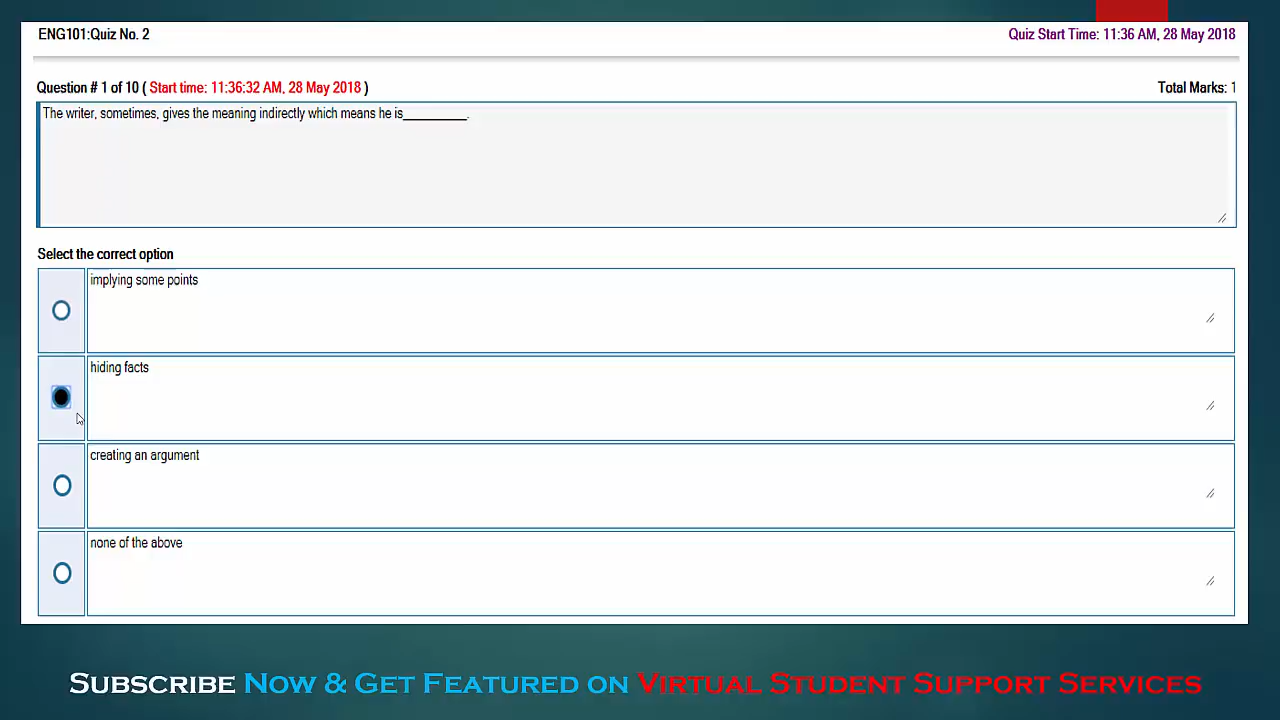 ENG101:Quiz No. 2
Quiz Start Time: 11:36 AM, 28 May 2018
Question # 1 of 10 ( Start time: 11:36:32 AM, 28 May 2018 )
Total Marks: 1
The writer, sometimes, gives the meaning indirectly which means he is__________.
Select the correct option
implying some points
hiding facts
creating an argument
none of the above
Subscribe Now & Get Featured on Virtual Student Support Services